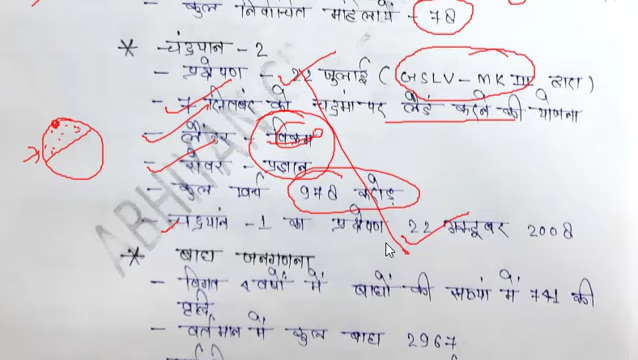 कुल निर्वाचित महिलायें - 78
* चंद्रयान - 2
- प्रक्षेपण - 22 जुलाई ( GSLV - MK III द्वारा )
- 7 सितंबर को चंद्रमा पर लैंड करने की योजना
- लैंडर - विक्रम
- रोवर - प्रज्ञान
- कुल खर्च 978 करोड़
- चंद्रयान - 1 का प्रक्षेपण 22 अक्टूबर 2008
* बाघ जनगणना
- विगत 4 वर्षों में बाघों की संख्या में 741 की
वृद्धि
- वर्तमान में कुल बाघ 2967